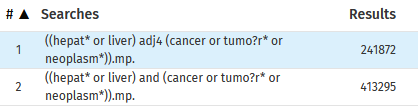 # ▲ Searches Results
1 ((hepat* or liver) adj4 (cancer or tumo?r* or 241872
neoplasm*)).mp.
2 ((hepat* or liver) and (cancer or tumo?r* or 413295
neoplasm*)).mp.